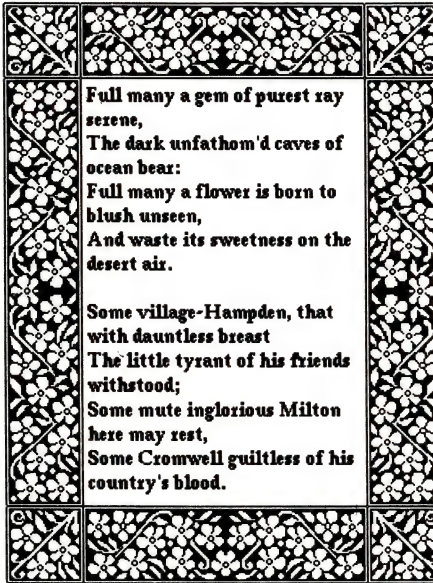 Full many a gem of purest ray
serene,
The dark unfathom'd caves of
ocean bear:
Full many a flower is born to
blush unseen,
And waste its sweetness on the
desert air.

Some village-Hampden, that
with dauntless breast
The little tyrant of his friends
withstood;
Some mute inglorious Milton
here may rest,
Some Cromwell guiltless of his
country's blood.